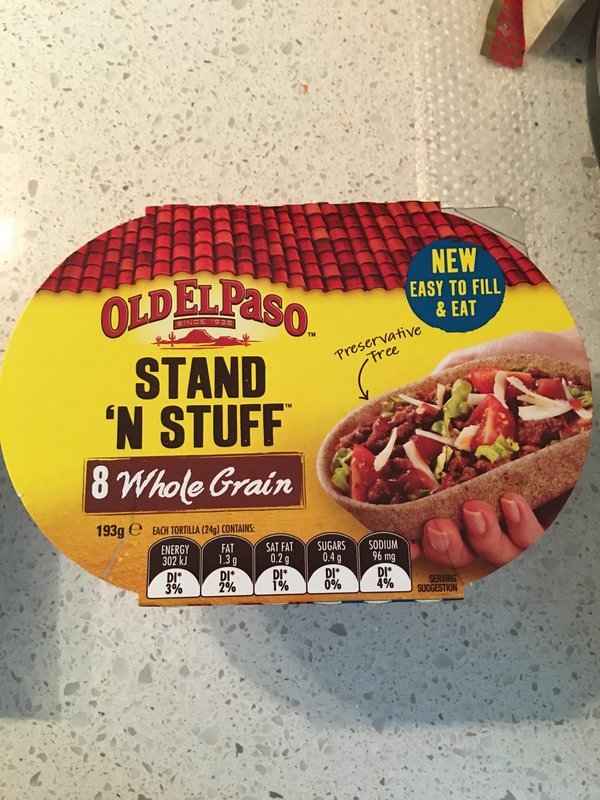 NEW
EASY TO FILL
& EAT
OLD EL PASO
SINCE 1938
TM
Preservative
Free
STAND
'N STUFF™
8 Whole Grain
193g e EACH TORTILLA (24g) CONTAINS:
ENERGY
302 kJ
DI*
3%
FAT
1.3 g
DI*
2%
SAT FAT
0.2 g
DI*
1%
SUGARS
0.4 g
DI*
0%
SODIUM
96 mg
DI*
4%
SERVING
SUGGESTION